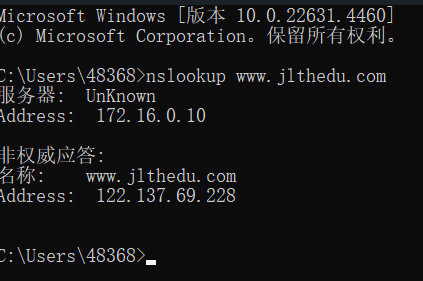 Microsoft Windows [版本 10.0.22631.4460]
(c) Microsoft Corporation。保留所有权利。
C:\Users\48368>nslookup www.jlthedu.com
服务器:  UnKnown
Address:  172.16.0.10
非权威应答:
名称:    www.jlthedu.com
Address:  122.137.69.228
C:\Users\48368>